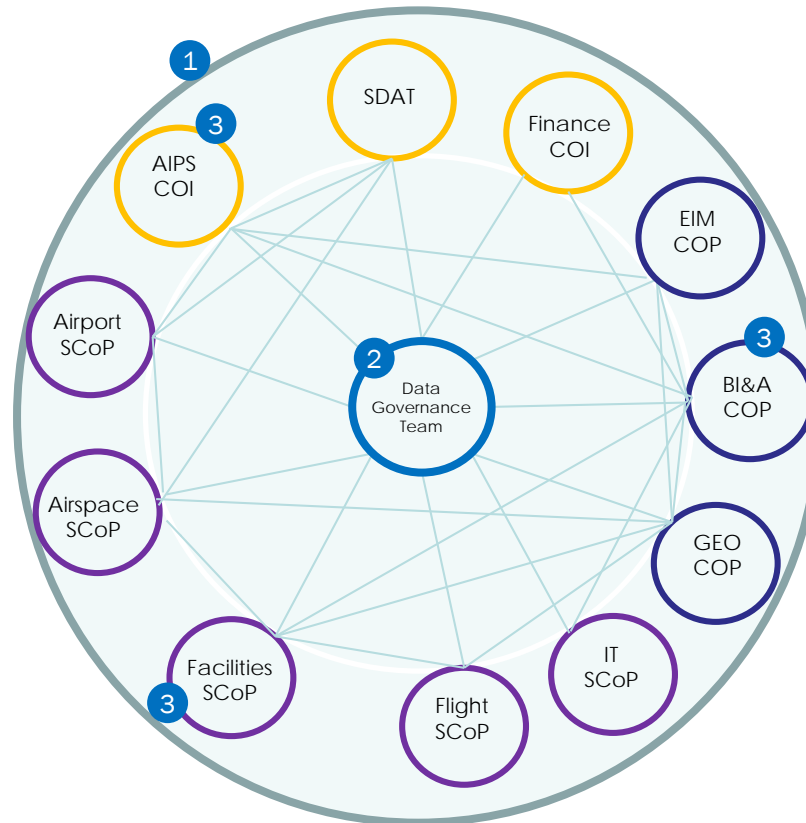 1
SDAT
Finance
COI
3
AIPS
COI
EIM
COP
Airport
SCoP
3
BI&A
COP
2
Data
Governance
Team
Airspace
SCoP
GEO
COP
IT
SCoP
Facilities
SCoP
3
Flight
SCoP